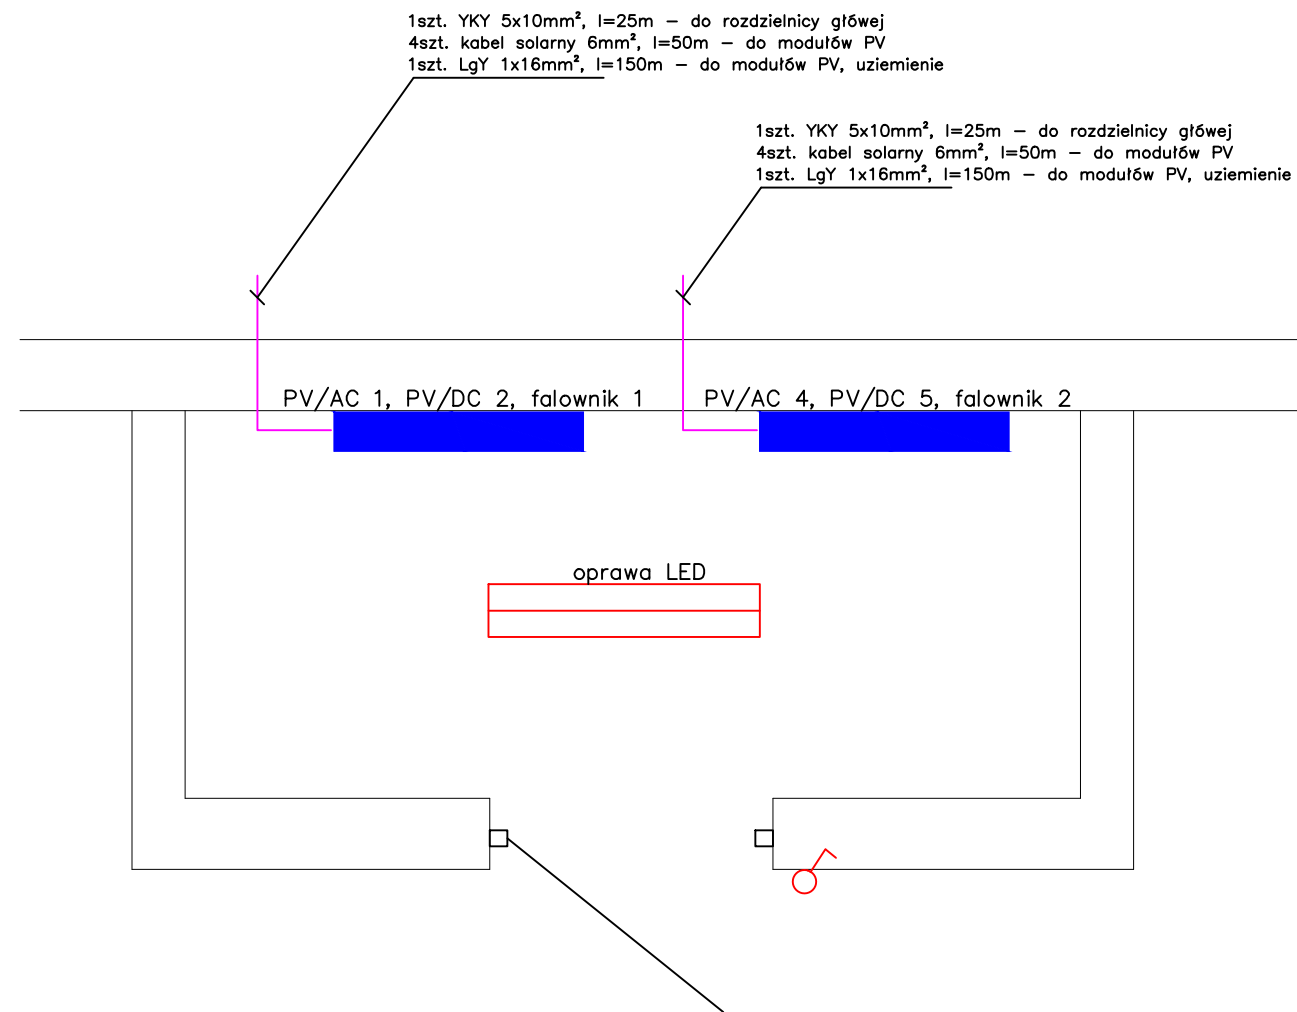 1szt. YKY 5x10mm², l=25m – do rozdzielnicy główej
4szt. kabel solarny 6mm², l=50m – do modułów PV
1szt. LgY 1x16mm², l=150m – do modułów PV, uziemienie
1szt. YKY 5x10mm², l=25m – do rozdzielnicy główej
4szt. kabel solarny 6mm², l=50m – do modułów PV
1szt. LgY 1x16mm², l=150m – do modułów PV, uziemienie
PV/AC 1, PV/DC 2, falownik 1
PV/AC 4, PV/DC 5, falownik 2
oprawa LED